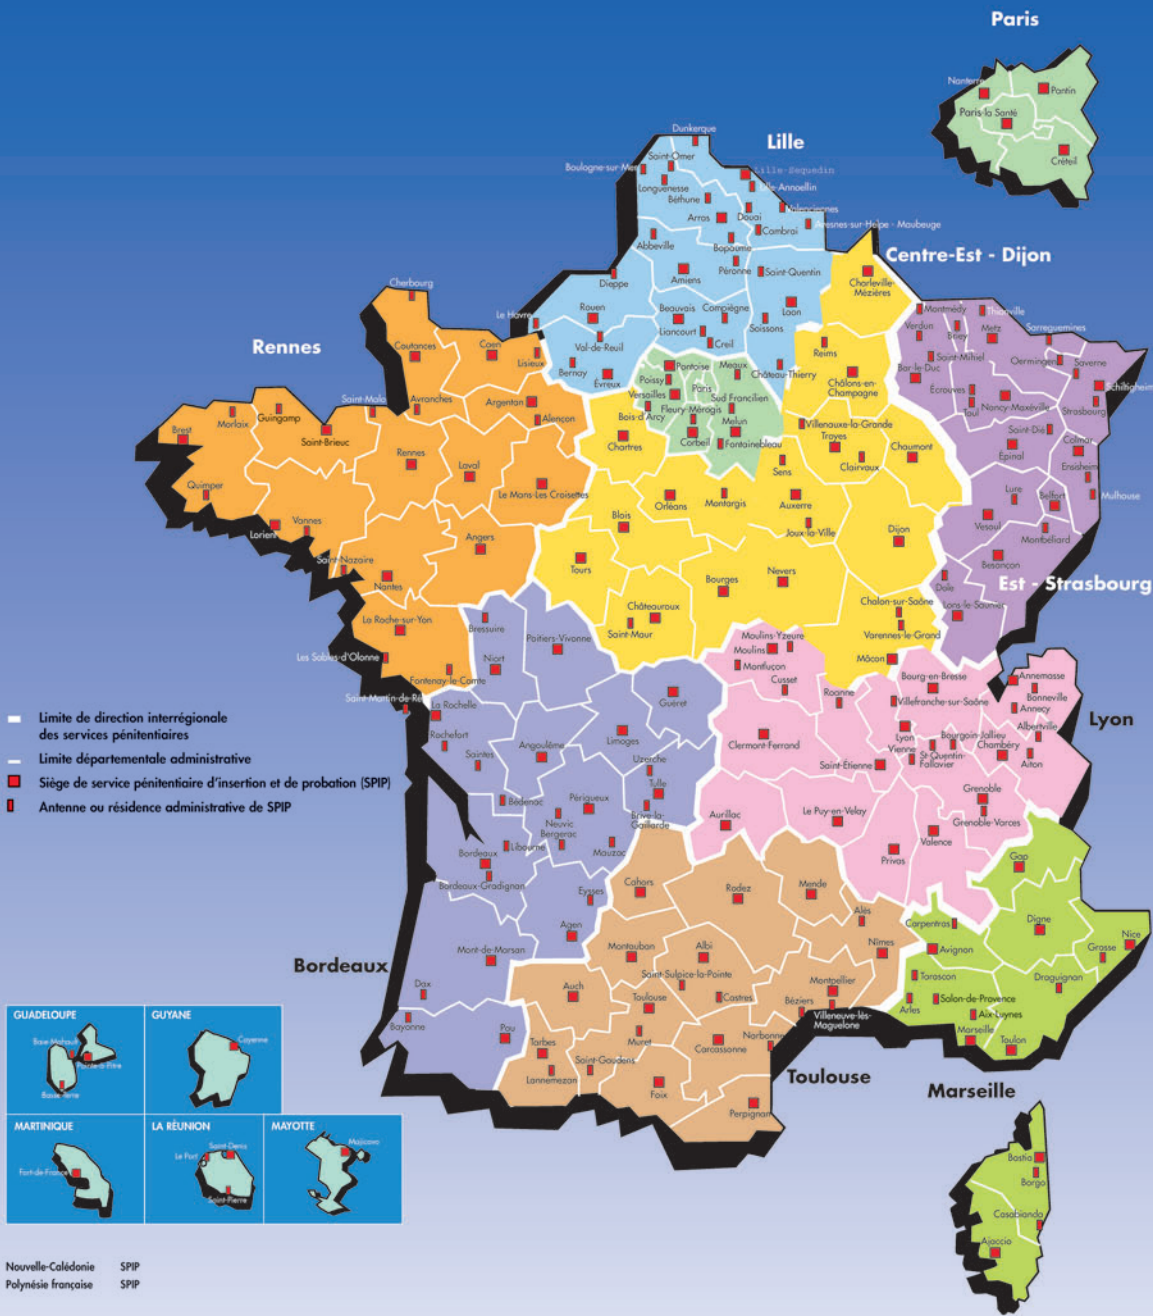 Paris
Nanterre
Pantin
Paris-la Santé
Créteil
Lille
Dunkerque
Saint-Omer
Boulogne-sur-Mer
Lille-Sequedin
Longuenesse
Lille-Annoellin
Béthune
Valenciennes
Arras
Douai
Cambrai
Avesnes-sur-Helpe - Maubeuge
Abbeville
Bapaume
Péronne
Saint-Quentin
Amiens
Dieppe
Rouen
Beauvais
Compiègne
Laon
Liancourt
Soissons
Le Havre
Val-de-Reuil
Creil
Bernay
Évreux
Château-Thierry
Centre-Est - Dijon
Charleville-
Mézières
Reims
Châlons-en-
Champagne
Villenauxe-la-Grande
Troyes
Chaumont
Clairvaux
Sens
Chartres
Orléans
Montargis
Auxerre
Joux-la-Ville
Blois
Dijon
Tours
Bourges
Nevers
Châteauroux
Saint-Maur
Chalon-sur-Saône
Varennes-le-Grand
Mâcon
Pontoise
Meaux
Poissy
Paris
Versailles
Sud Francilien
Bois-d'Arcy
Fleury-Mérogis
Melun
Corbeil
Fontainebleau
Rennes
Cherbourg
Coutances
Caen
Lisieux
Saint-Malo
Avranches
Argentan
Alençon
Guingamp
Morlaix
Brest
Saint-Brieuc
Rennes
Laval
Le Mans-Les Croisettes
Quimper
Lorient
Vannes
Angers
Saint-Nazaire
Nantes
La Roche-sur-Yon
Les Sables-d'Olonne
Fontenay-le-Comte
Est - Strasbourg
Montmédy
Thionville
Verdun
Briey
Metz
Sarreguemines
Saint-Mihiel
Oermingen
Saverne
Bar-le-Duc
Schiltigheim
Écrouves
Toul
Nancy-Maxéville
Strasbourg
Saint-Dié
Épinal
Colmar
Ensisheim
Lure
Belfort
Mulhouse
Vesoul
Montbéliard
Besançon
Dole
Lons-le-Saunier
Bordeaux
Bressuire
Poitiers-Vivonne
Niort
Saint-Martin-de-Ré
La Rochelle
Guéret
Rochefort
Limoges
Angoulême
Saintes
Uzerche
Tulle
Bédenac
Périgueux
Brive-la-
Gaillarde
Neuvic
Bergerac
Libourne
Mauzac
Bordeaux
Bordeaux-Gradignan
Eysses
Agen
Mont-de-Marsan
Dax
Bayonne
Pau
Lyon
Moulins-Yzeure
Moulins
Montluçon
Cusset
Roanne
Bourg-en-Bresse
Villefranche-sur-Saône
Annemasse
Bonneville
Annecy
Albertville
Clermont-Ferrand
Lyon
Bourgoin-Jallieu
Vienne
Chambéry
St-Quentin-
Fallavier
Aiton
Saint-Étienne
Grenoble
Grenoble-Varces
Aurillac
Le Puy-en-Velay
Valence
Privas
Toulouse
Cahors
Rodez
Mende
Alès
Nîmes
Montauban
Albi
Saint-Sulpice-la-Pointe
Auch
Toulouse
Castres
Montpellier
Béziers
Villeneuve-lès-
Maguelone
Muret
Carcassonne
Narbonne
Tarbes
Lannemezan
Saint-Gaudens
Foix
Perpignan
Marseille
Gap
Carpentras
Digne
Avignon
Nice
Grasse
Tarascon
Draguignan
Salon-de-Provence
Arles
Aix-Luynes
Marseille
Toulon
Bastia
Borgo
Casabianda
Ajaccio
Limite de direction interrégionale
des services pénitentiaires
Limite départementale administrative
Siège de service pénitentiaire d'insertion et de probation (SPIP)
Antenne ou résidence administrative de SPIP
GUADELOUPE
Baie-Mahault
Pointe-à-Pitre
Basse-Terre
GUYANE
Cayenne
MARTINIQUE
Fort-de-France
LA RÉUNION
Saint-Denis
Le Port
Saint-Pierre
MAYOTTE
Majicavo
Nouvelle-Calédonie SPIP
Polynésie française SPIP